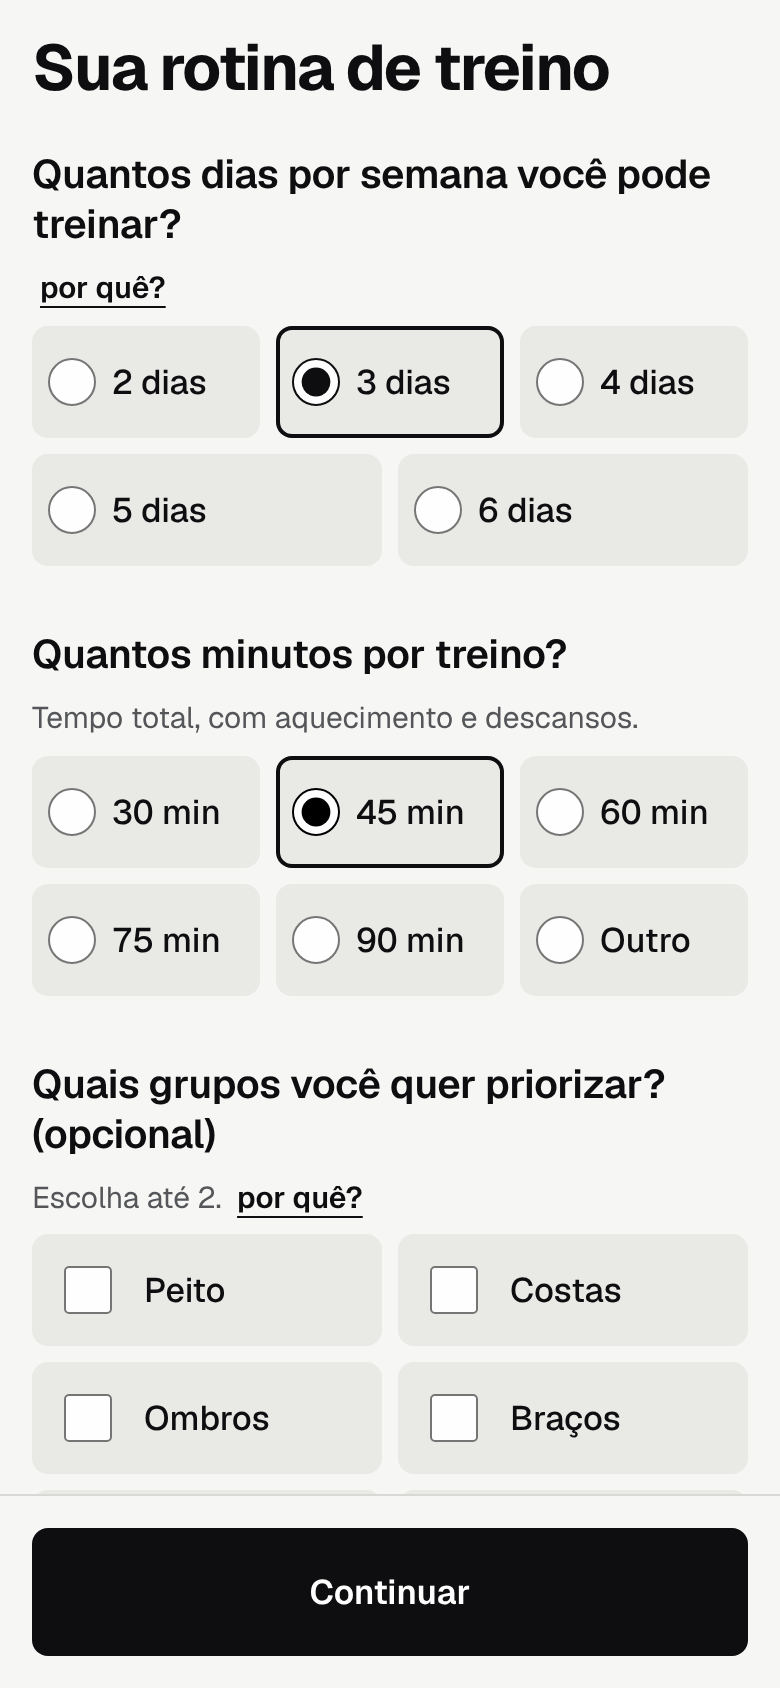 Sua rotina de treino
Quantos dias por semana você pode
treinar?
por quê?
2 dias
3 dias
4 dias
5 dias
6 dias
Quantos minutos por treino?
Tempo total, com aquecimento e descansos.
30 min
45 min
60 min
75 min
90 min
Outro
Quais grupos você quer priorizar?
(opcional)
Escolha até 2. por quê?
Peito
Costas
Ombros
Braços
Continuar